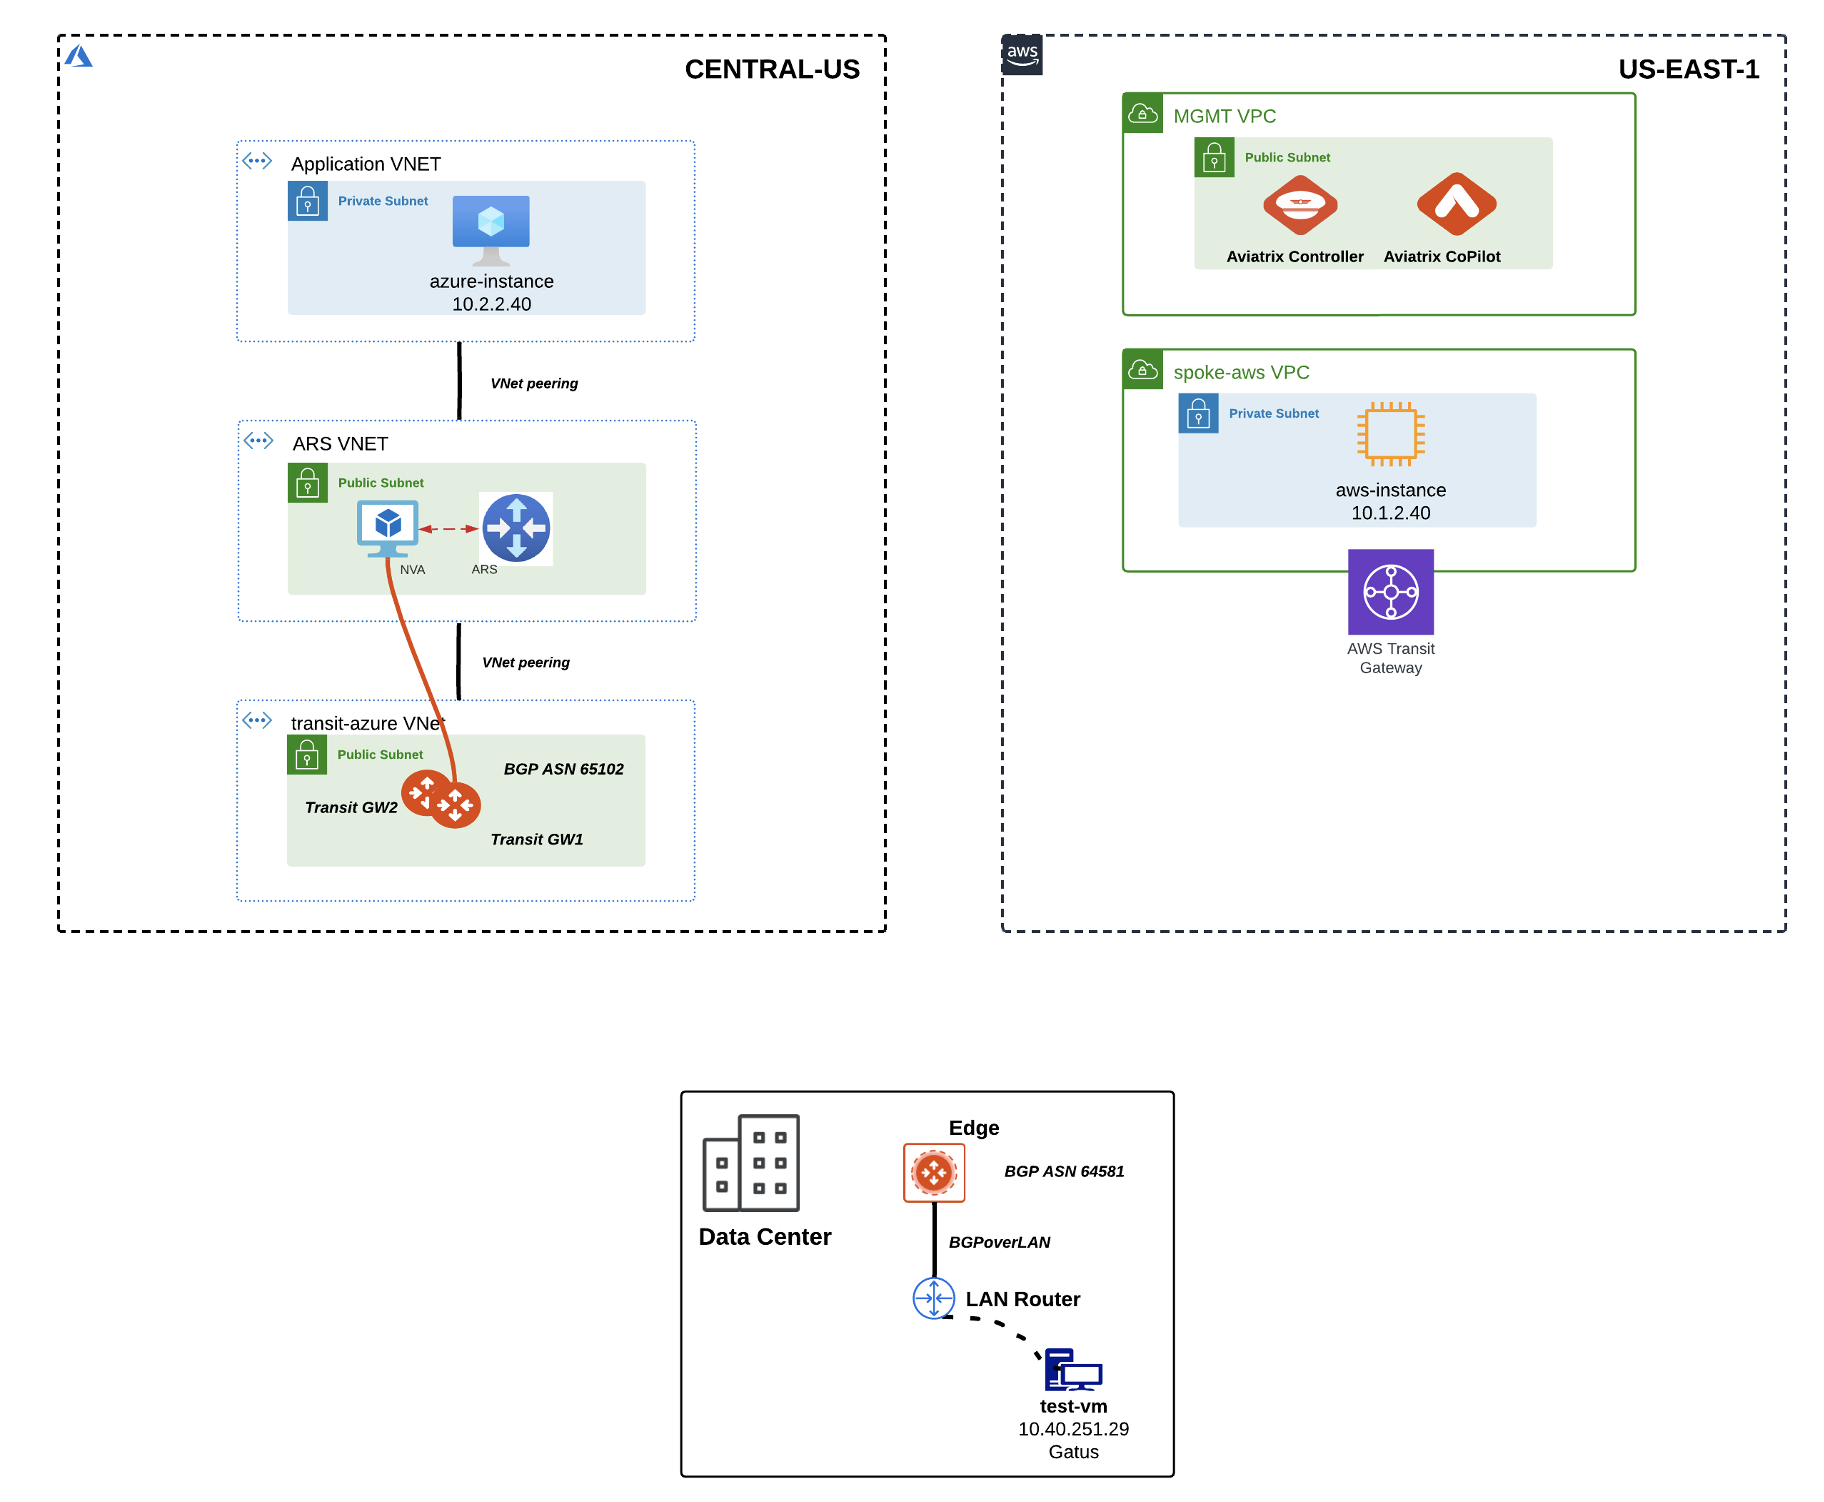 CENTRAL-US
Application VNET
Private Subnet
azure-instance
10.2.2.40
VNet peering
ARS VNET
Public Subnet
NVA
ARS
VNet peering
transit-azure VNet
Public Subnet
BGP ASN 65102
Transit GW2
Transit GW1
aws
US-EAST-1
MGMT VPC
Public Subnet
Aviatrix Controller
Aviatrix CoPilot
spoke-aws VPC
Private Subnet
aws-instance
10.1.2.40
AWS Transit
Gateway
Data Center
Edge
BGP ASN 64581
BGPoverLAN
LAN Router
test-vm
10.40.251.29
Gatus